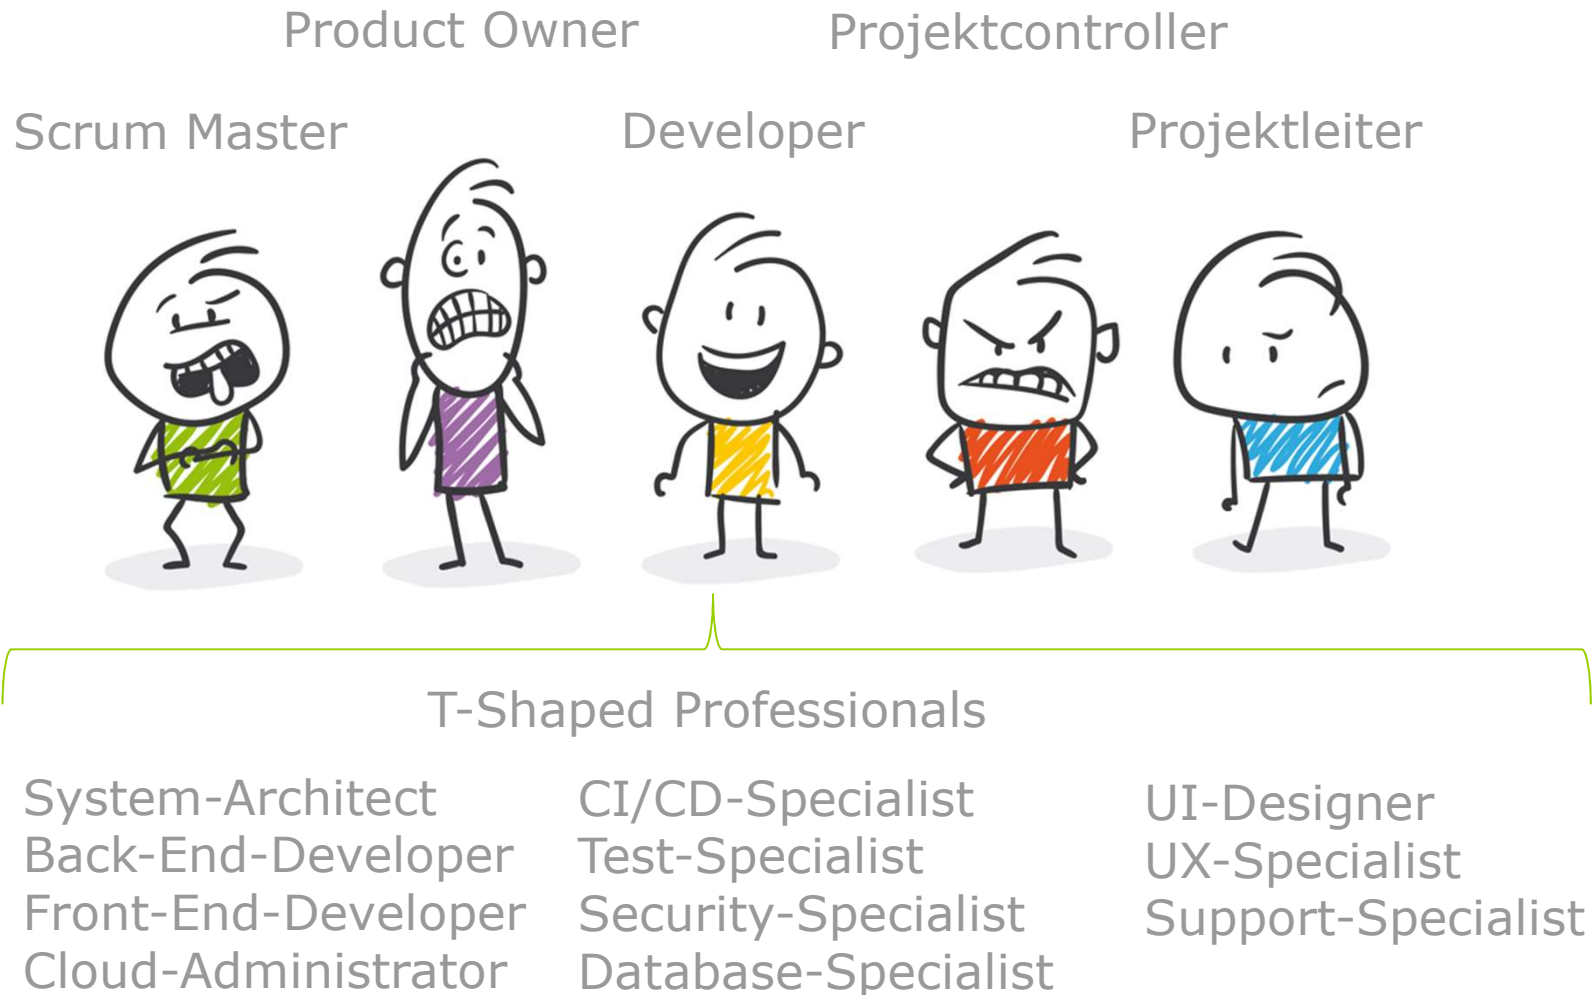 Product Owner
Projektcontroller
Scrum Master
Developer
Projektleiter
T-Shaped Professionals
System-Architect
Back-End-Developer
Front-End-Developer
Cloud-Administrator
CI/CD-Specialist
Test-Specialist
Security-Specialist
Database-Specialist
UI-Designer
UX-Specialist
Support-Specialist